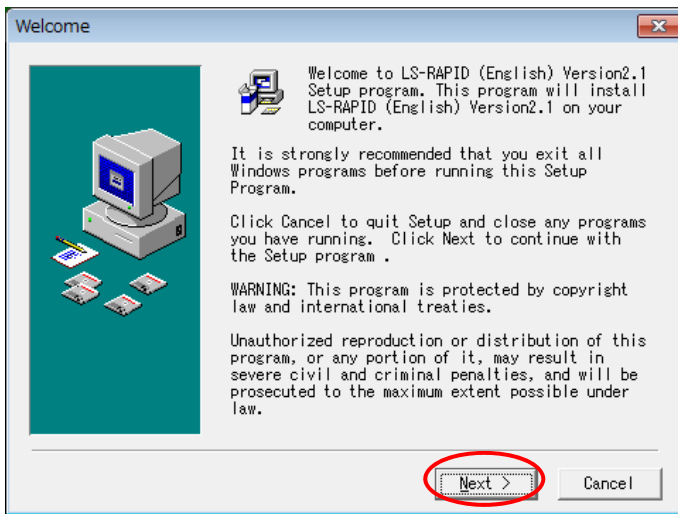 Welcome
Welcome to LS-RAPID (English) Version2.1
Setup program. This program will install
LS-RAPID (English) Version2.1 on your
computer.
It is strongly recommended that you exit all
Windows programs before running this Setup
Program.
Click Cancel to quit Setup and close any programs
you have running.  Click Next to continue with
the Setup program .
WARNING: This program is protected by copyright
law and international treaties.
Unauthorized reproduction or distribution of this
program, or any portion of it, may result in
severe civil and criminal penalties, and will be
prosecuted to the maximum extent possible under
law.
Next >
Cancel